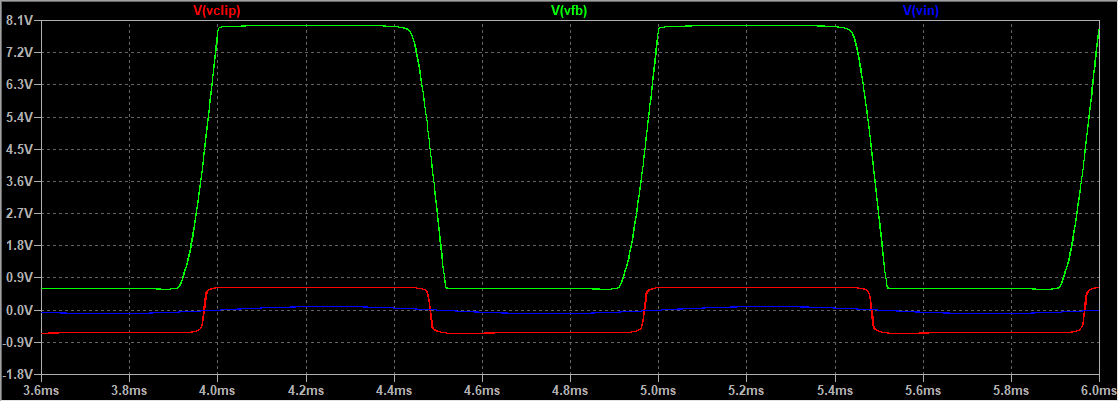 V(vclip) V(vfb) V(vin)
8.1V
7.2V
6.3V
5.4V
4.5V
3.6V
2.7V
1.8V
0.9V
0.0V
-0.9V
-1.8V
3.6ms 3.8ms 4.0ms 4.2ms 4.4ms 4.6ms 4.8ms 5.0ms 5.2ms 5.4ms 5.6ms 5.8ms 6.0ms